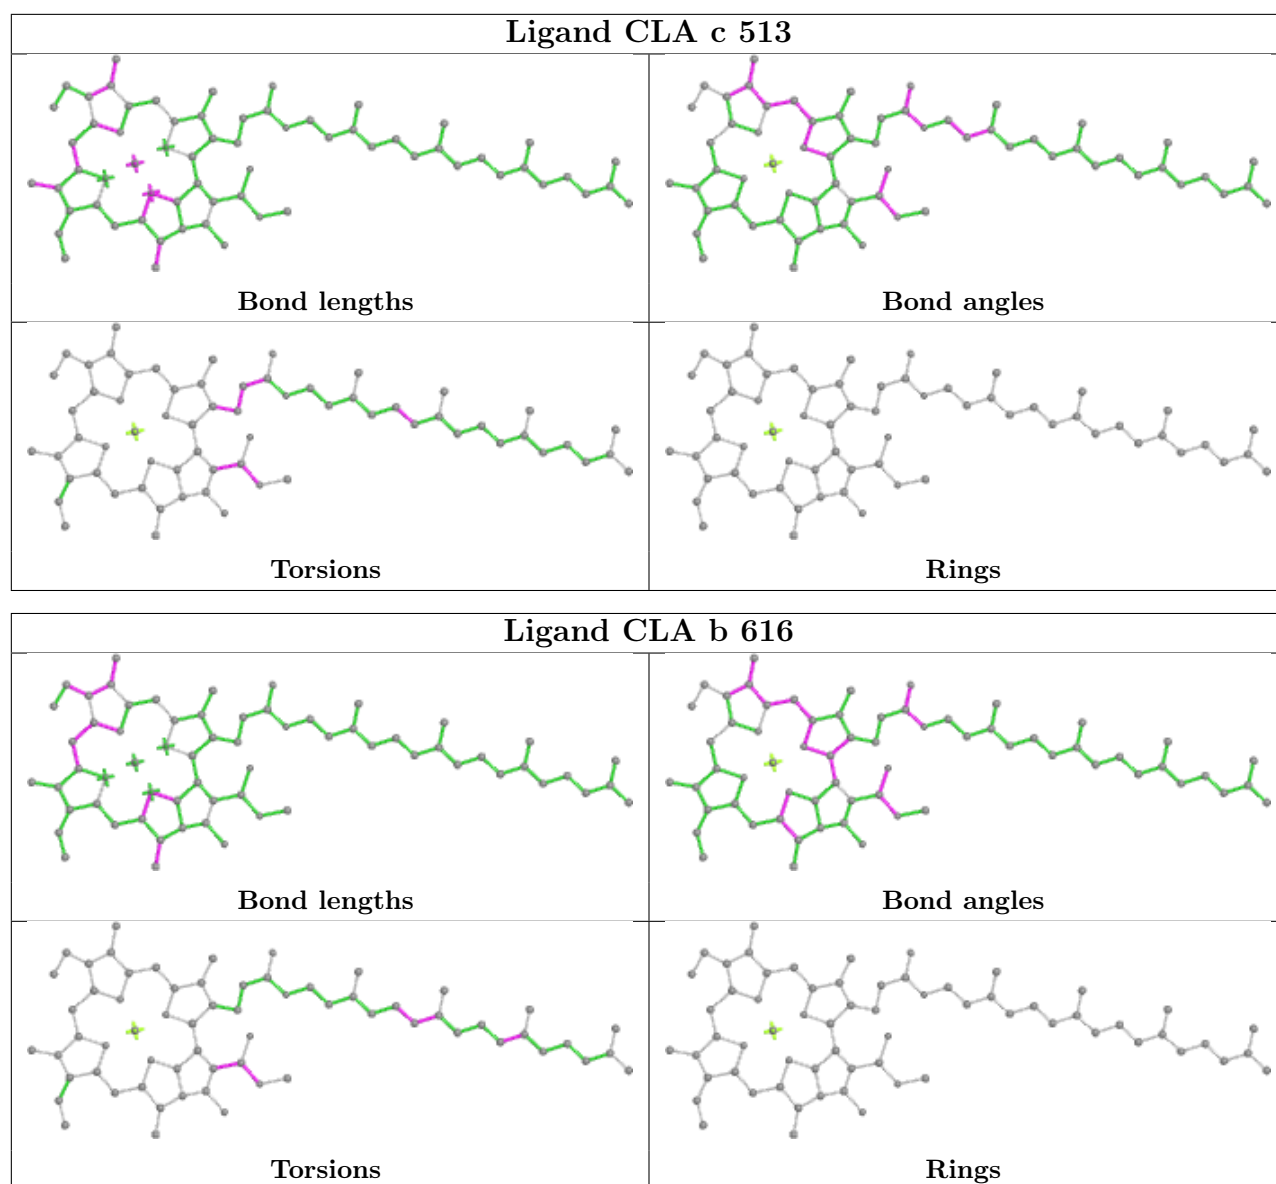 Ligand CLA c 513
Bond lengths
Bond angles
Torsions
Rings
Ligand CLA b 616
Bond lengths
Bond angles
Torsions
Rings